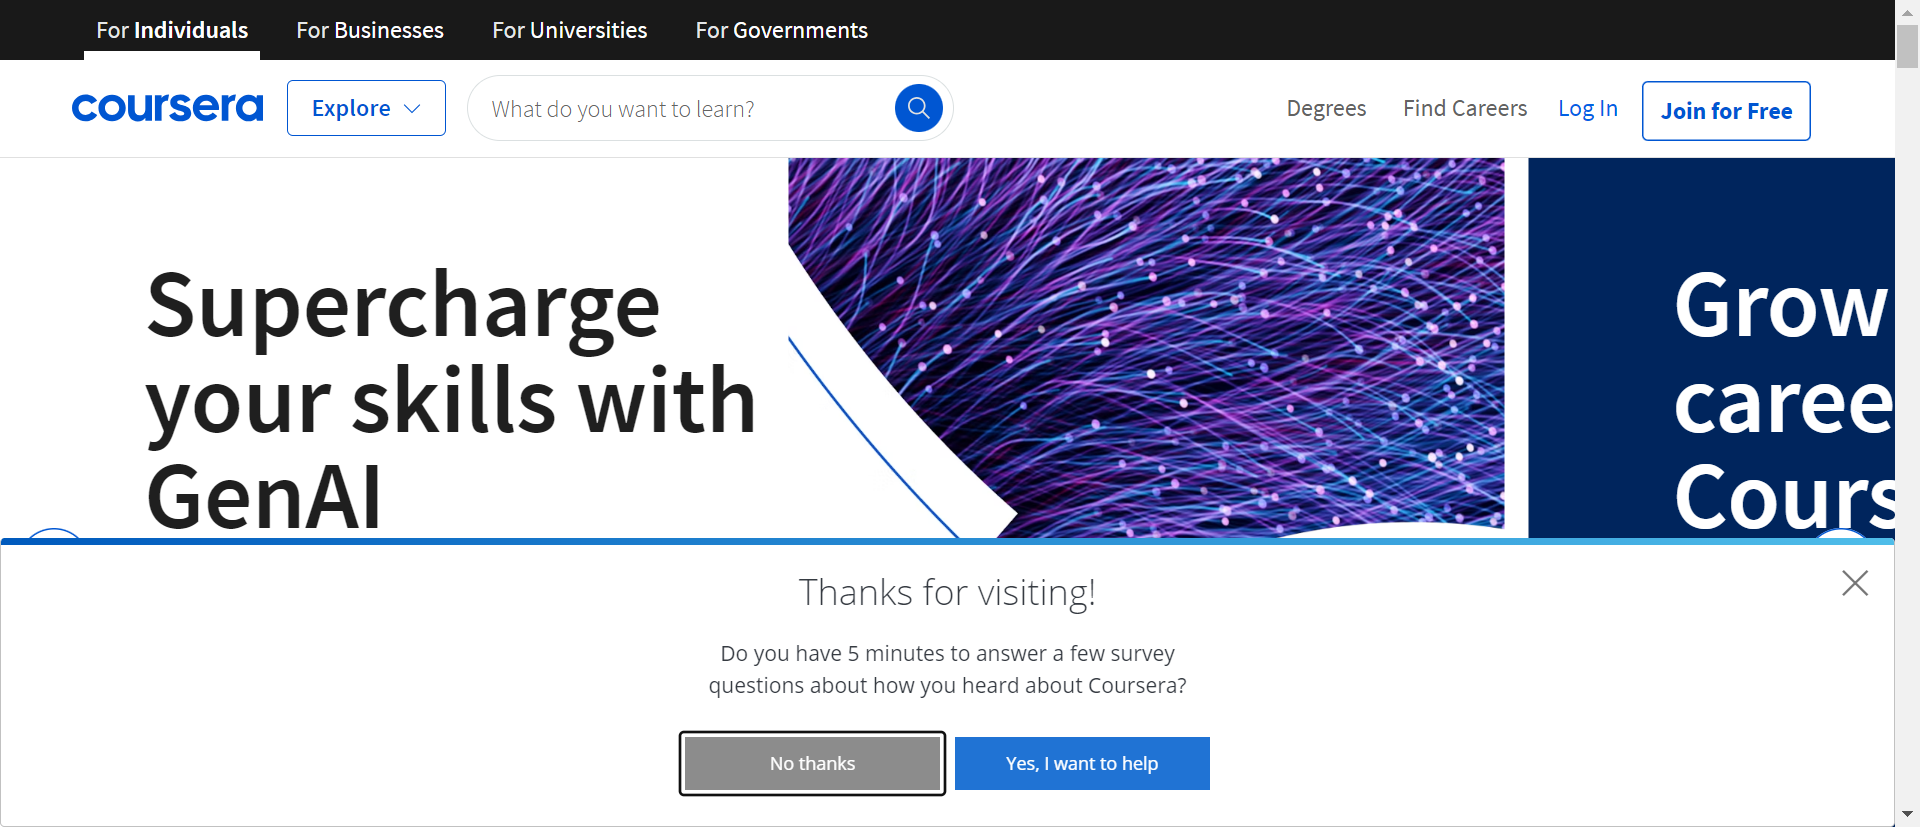 For Individuals For Businesses For Universities For Governments
coursera Explore What do you want to learn? Degrees Find Careers Log In Join for Free
Supercharge
your skills with
GenAI
Grow
caree
Cours
Thanks for visiting!
Do you have 5 minutes to answer a few survey
questions about how you heard about Coursera?
No thanks Yes, I want to help